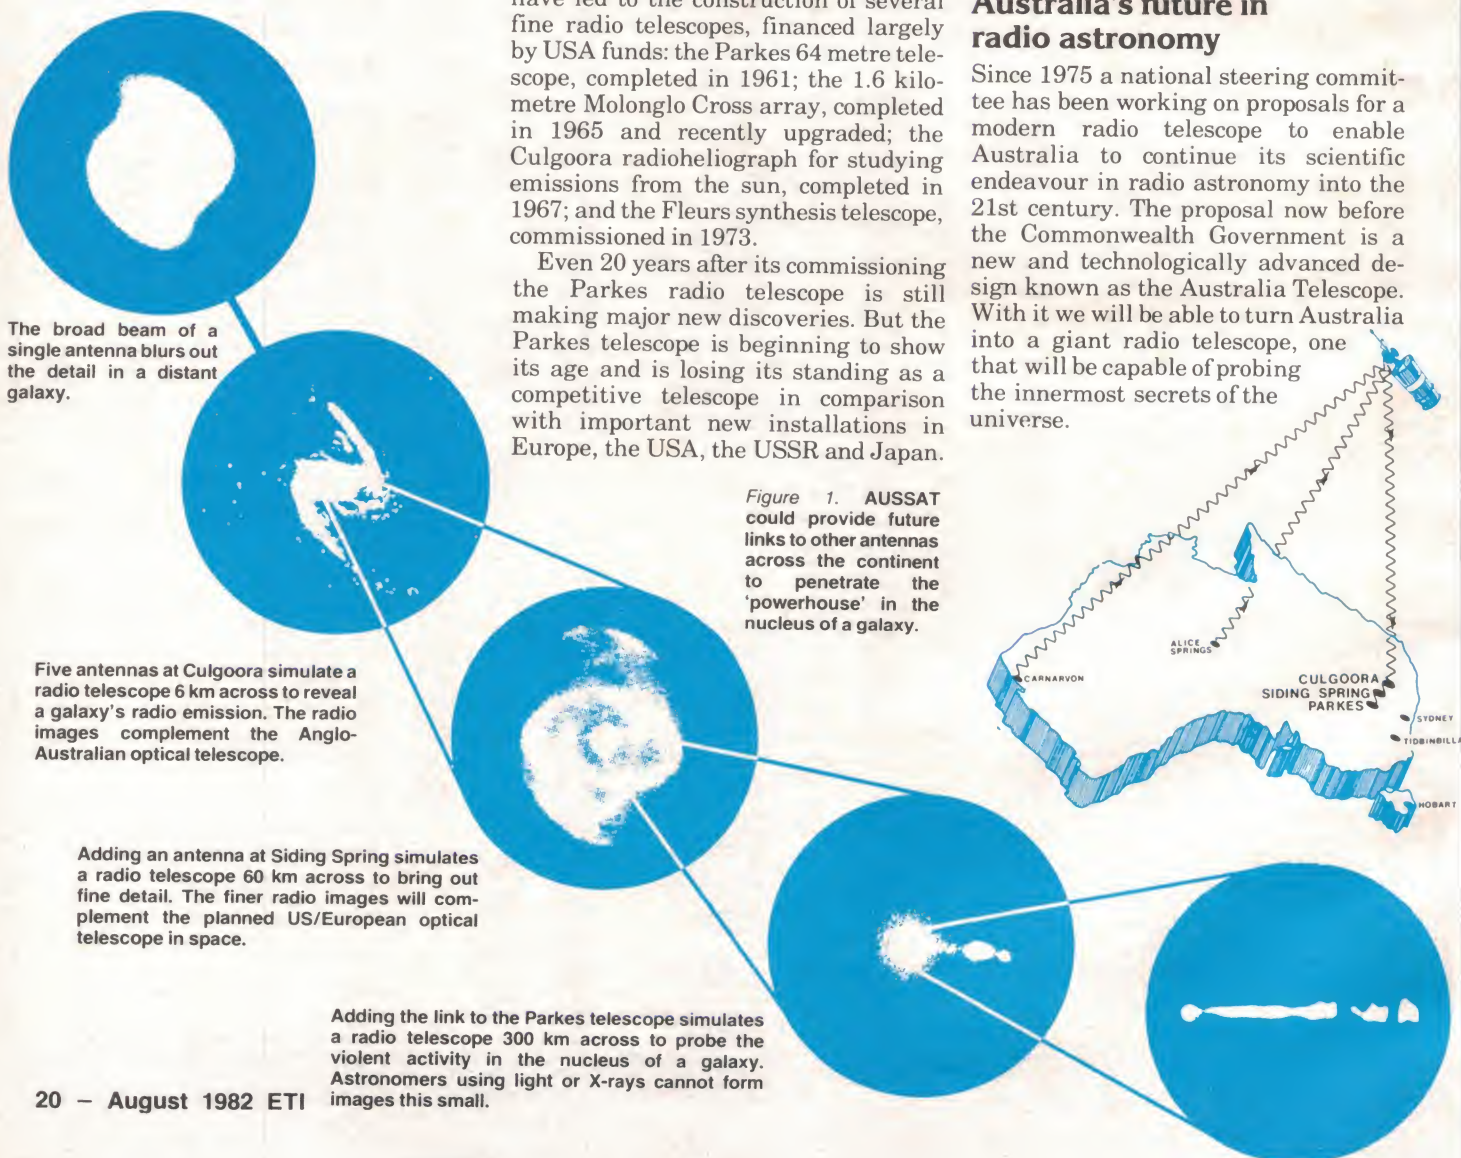 have led to the construction of several
fine radio telescopes, financed largely
by USA funds: the Parkes 64 metre tele-
scope, completed in 1961; the 1.6 kilo-
metre Molonglo Cross array, completed
in 1965 and recently upgraded; the
Culgoora radioheliograph for studying
emissions from the sun, completed in
1967; and the Fleurs synthesis telescope,
commissioned in 1973.
Even 20 years after its commissioning
the Parkes radio telescope is still
making major new discoveries. But the
Parkes telescope is beginning to show
its age and is losing its standing as a
competitive telescope in comparison
with important new installations in
Europe, the USA, the USSR and Japan.
Australia's future in
radio astronomy
Since 1975 a national steering commit-
tee has been working on proposals for a
modern radio telescope to enable
Australia to continue its scientific
endeavour in radio astronomy into the
21st century. The proposal now before
the Commonwealth Government is a
new and technologically advanced de-
sign known as the Australia Telescope.
With it we will be able to turn Australia
into a giant radio telescope, one
that will be capable of probing
the innermost secrets of the
universe.
The broad beam of a
single antenna blurs out
the detail in a distant
galaxy.
Figure 1. AUSSAT
could provide future
links to other antennas
across the continent
to penetrate the
'powerhouse' in the
nucleus of a galaxy.
ALICE
SPRINGS
CARNARVON
CULGOORA
SIDING SPRING
PARKES
SYDNEY
TIDBINBILLA
HOBART
Five antennas at Culgoora simulate a
radio telescope 6 km across to reveal
a galaxy's radio emission. The radio
images complement the Anglo-
Australian optical telescope.
Adding an antenna at Siding Spring simulates
a radio telescope 60 km across to bring out
fine detail. The finer radio images will com-
plement the planned US/European optical
telescope in space.
Adding the link to the Parkes telescope simulates
a radio telescope 300 km across to probe the
violent activity in the nucleus of a galaxy.
Astronomers using light or X-rays cannot form
images this small.
20 – August 1982 ETI